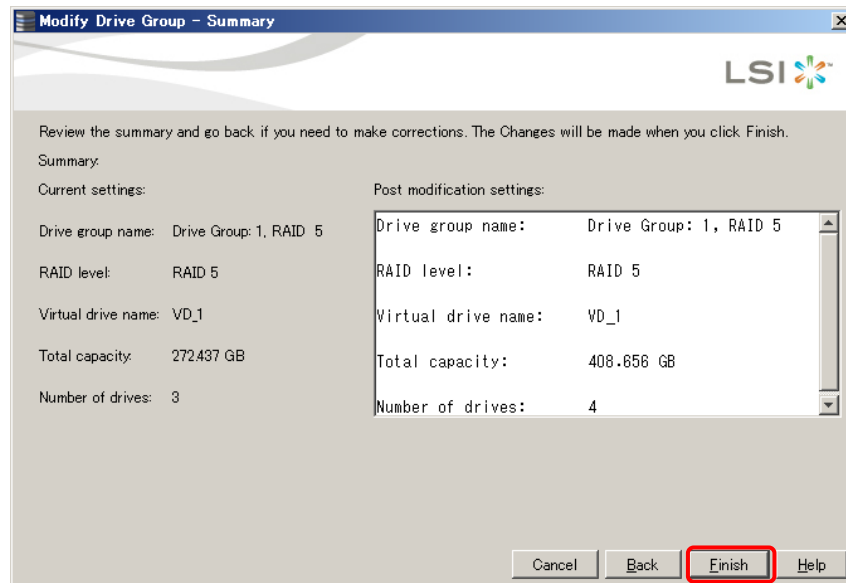 Modify Drive Group - Summary
LSI
Review the summary and go back if you need to make corrections. The Changes will be made when you click Finish.
Summary:
Current settings:
Drive group name: Drive Group: 1, RAID 5
RAID level: RAID 5
Virtual drive name: VD_1
Total capacity: 272.437 GB
Number of drives: 3
Post modification settings:
Drive group name: Drive Group: 1, RAID 5
RAID level: RAID 5
Virtual drive name: VD_1
Total capacity: 408.656 GB
Number of drives: 4
Cancel Back Finish Help